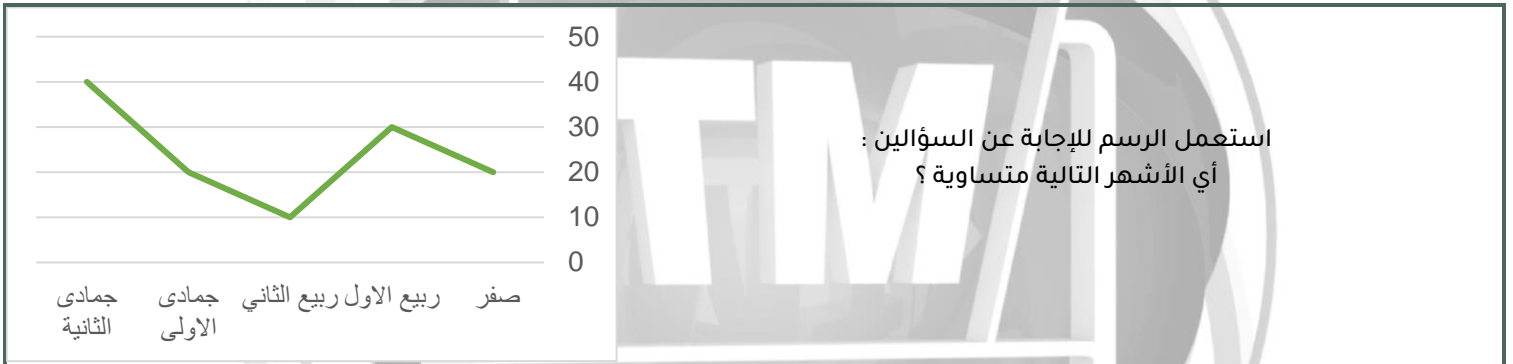 استعمل الرسم للإجابة عن السؤالين :
أي الأشهر التالية متساوية ؟
50
40
30
20
10
0
صفر
ربيع الاول
ربيع الثاني
جمادى
الاولى
جمادى
الثانية
TM